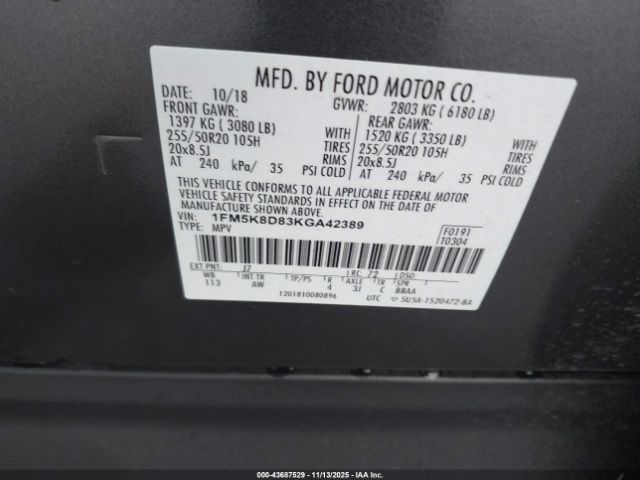 MFD. BY FORD MOTOR CO.
DATE: 10/18 GVWR: 2803 KG ( 6180 LB)
FRONT GAWR: REAR GAWR:
1397 KG ( 3080 LB) WITH 1520 KG ( 3350 LB) WITH
255/50R20 105H TIRES 255/50R20 105H TIRES
20x8.5J RIMS 20x8.5J RIMS
AT 240 kPa/ 35 PSI COLD AT 240 kPa/ 35 PSI COLD
THIS VEHICLE CONFORMS TO ALL APPLICABLE FEDERAL MOTOR
VEHICLE SAFETY STANDARDS IN EFFECT ON THE DATE OF
MANUFACTURE SHOWN ABOVE.
VIN: 1FM5K8D83KGA42389 F0191
TYPE: MPV T0304
EXT PNT: J7 RC: 72 DSO:
WB INT TR TP/PS R AXLE TR SPR
113 AW 4 3J C BBAA
1201810080896 UTC 5U5A-1520472-BA
000-43687529 - 11/13/2025 - IAA Inc.